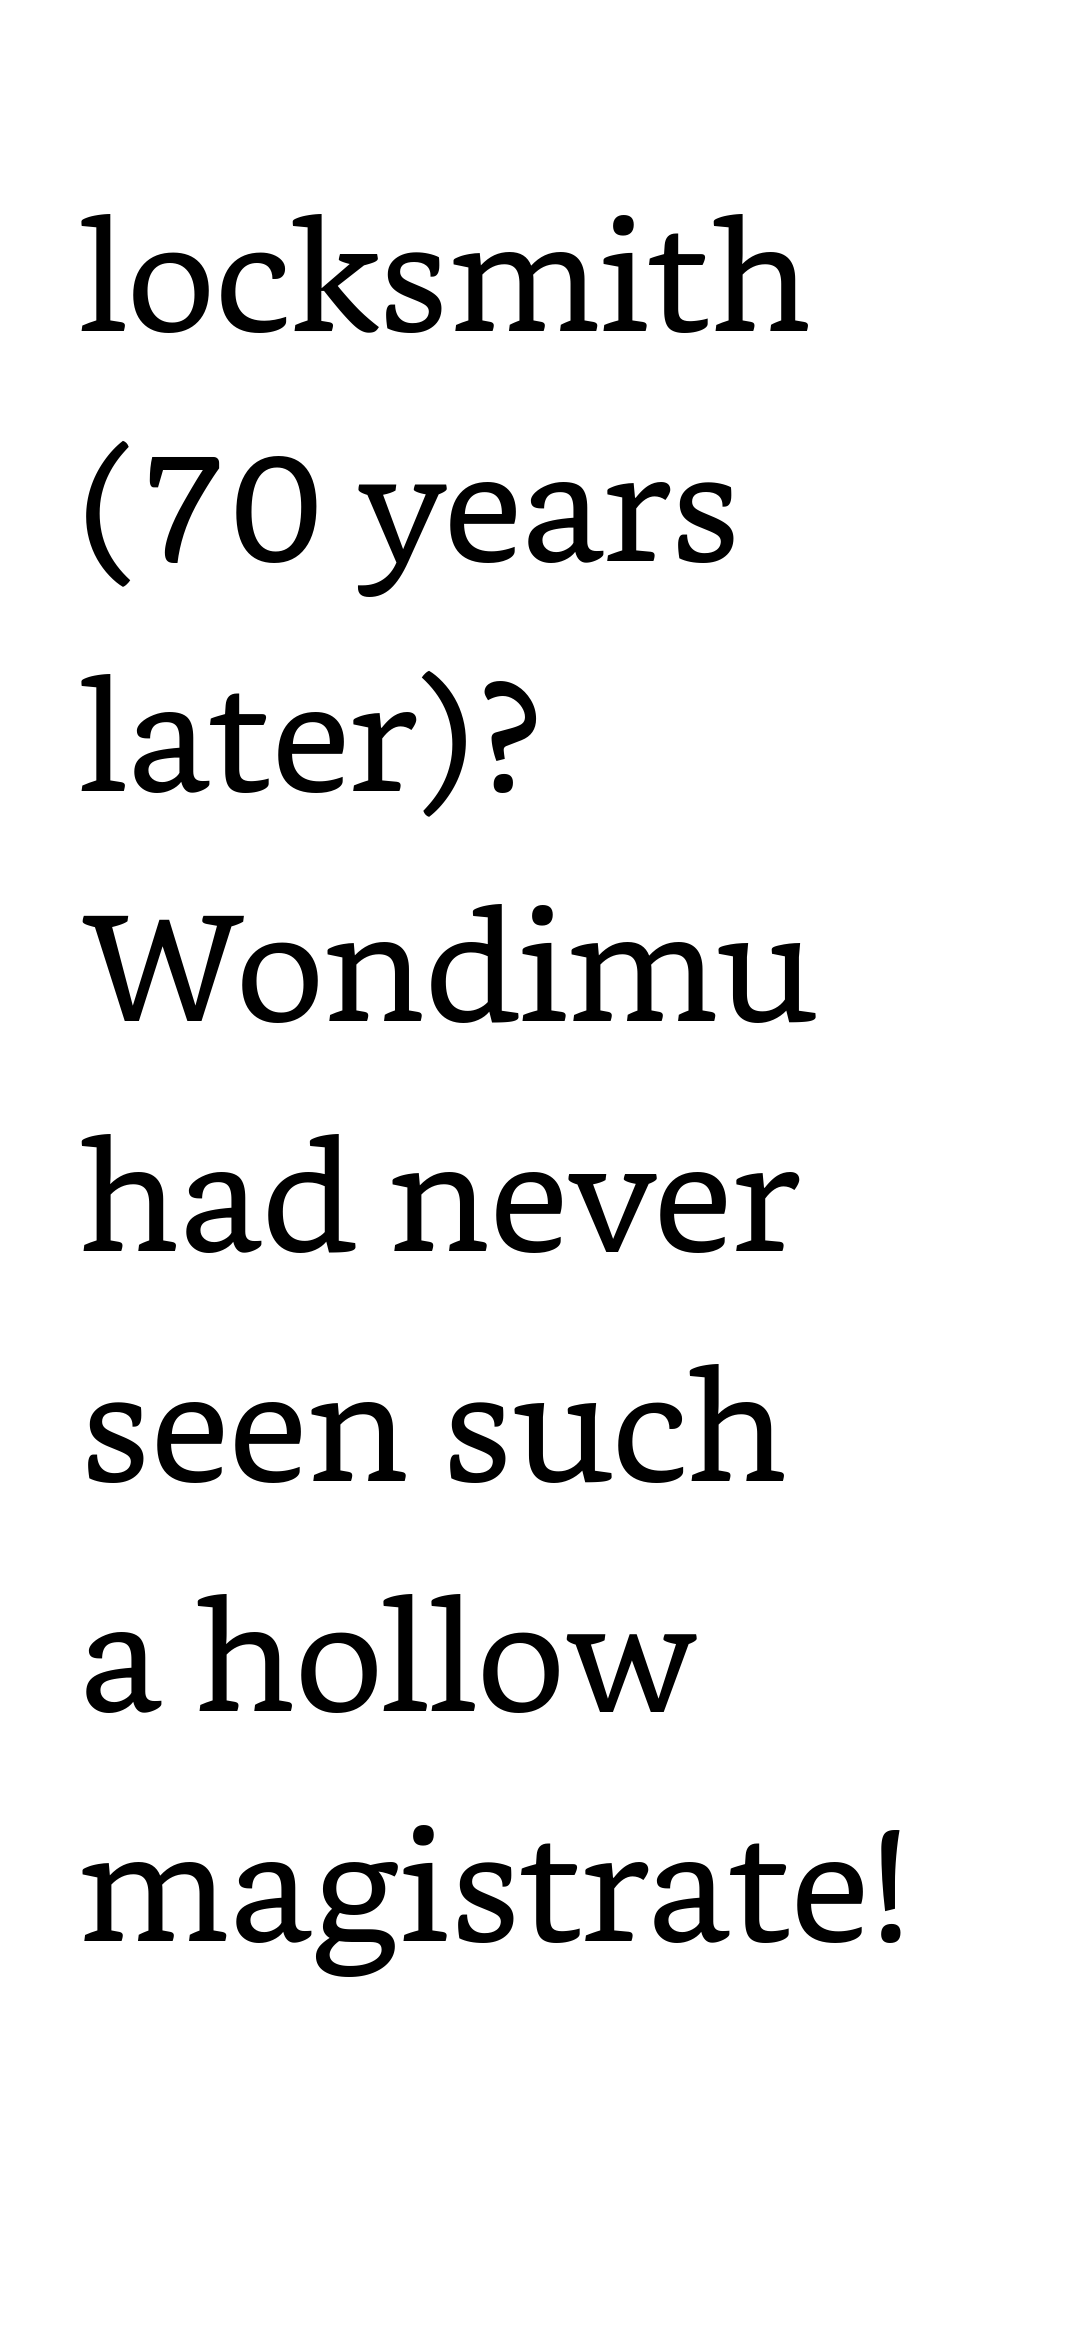 locksmith
(70 years
later)?
Wondimu
had never
seen such
a hollow
magistrate!